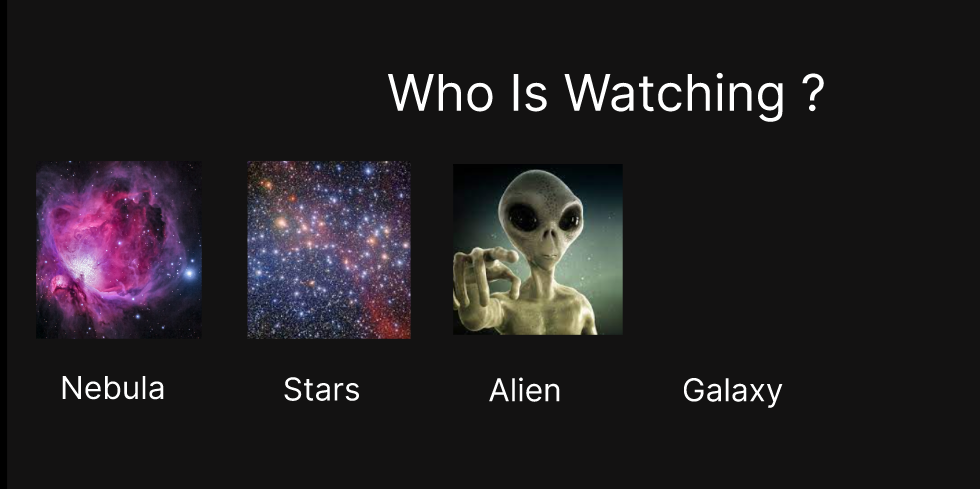 Who Is Watching ?
Nebula
Stars
Alien
Galaxy